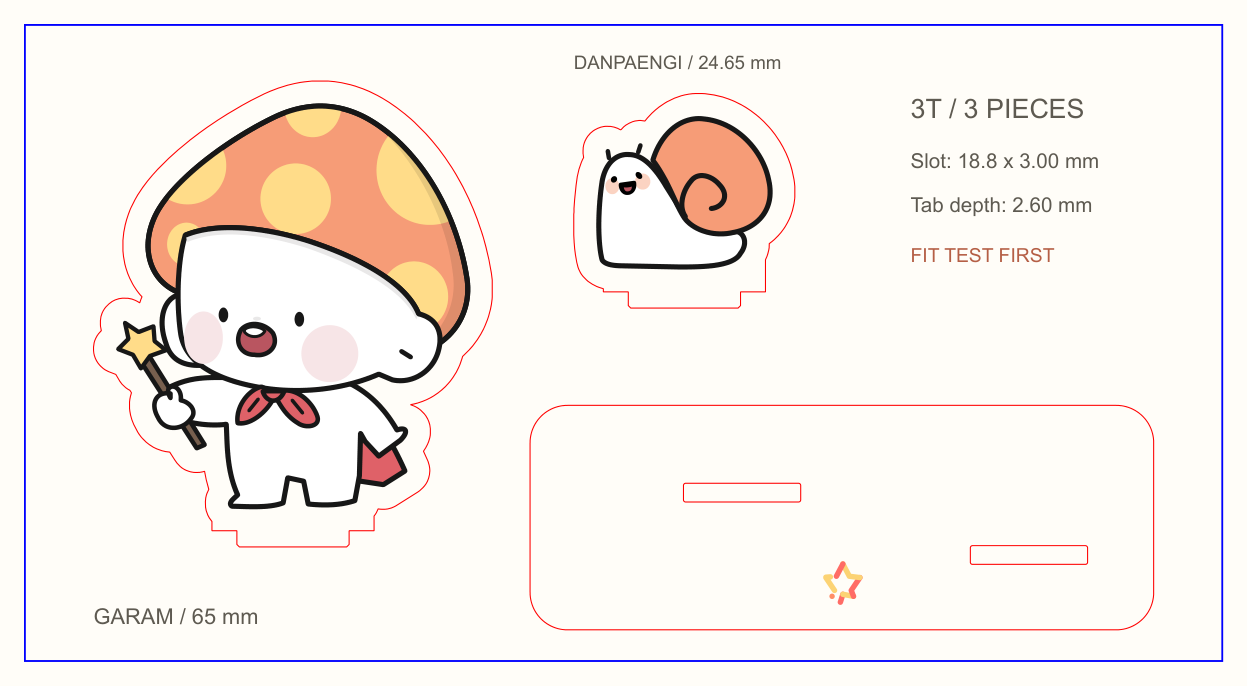 DANPAENGI / 24.65 mm
3T / 3 PIECES
Slot: 18.8 x 3.00 mm
Tab depth: 2.60 mm
FIT TEST FIRST
GARAM / 65 mm